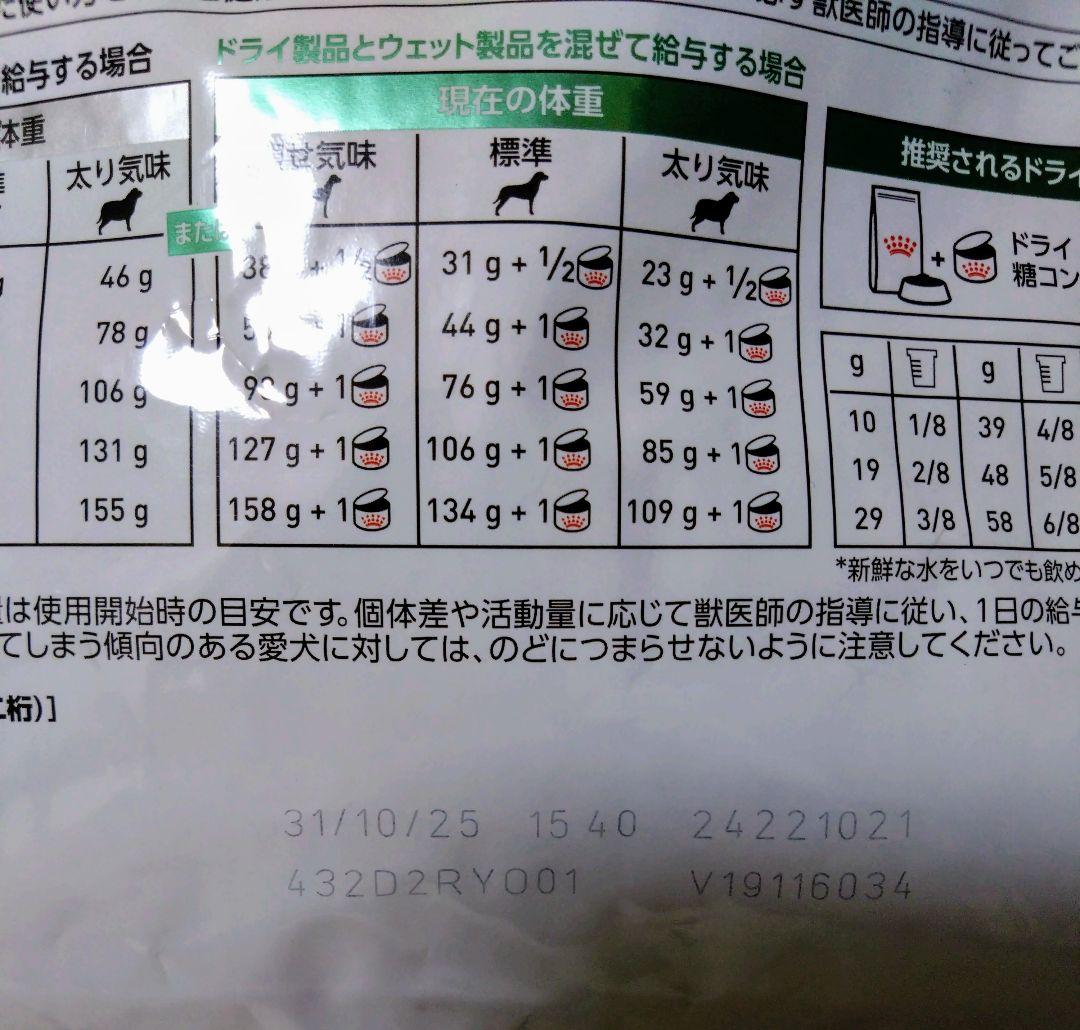 獣医師の指導に従ってご
給与する場合
ドライ製品とウェット製品を混ぜて給与する場合
体重
現在の体重
太り気味
せ気味
標準
太り気味
推奨されるドライ
または
ドライ
糖コン
46 g
38
31 g + 1/2
23 g + 1/2
78 g
+ 1
44 g + 1
32 g + 1
106 g
g + 1
76 g + 1
59 g + 1
131 g
127 g + 1
106 g + 1
85 g + 1
155 g
158 g + 1
134 g + 1
109 g + 1
g g
10 1/8 39 4/8
19 2/8 48 5/8
29 3/8 58 6/8
*新鮮な水をいつでも飲め
は使用開始時の目安です。個体差や活動量に応じて獣医師の指導に従い、1日の給与
てしまう傾向のある愛犬に対しては、のどにつまらせないように注意してください。
二桁)]
31/10/25 15 40 24221021
432D2RY001 V19116034